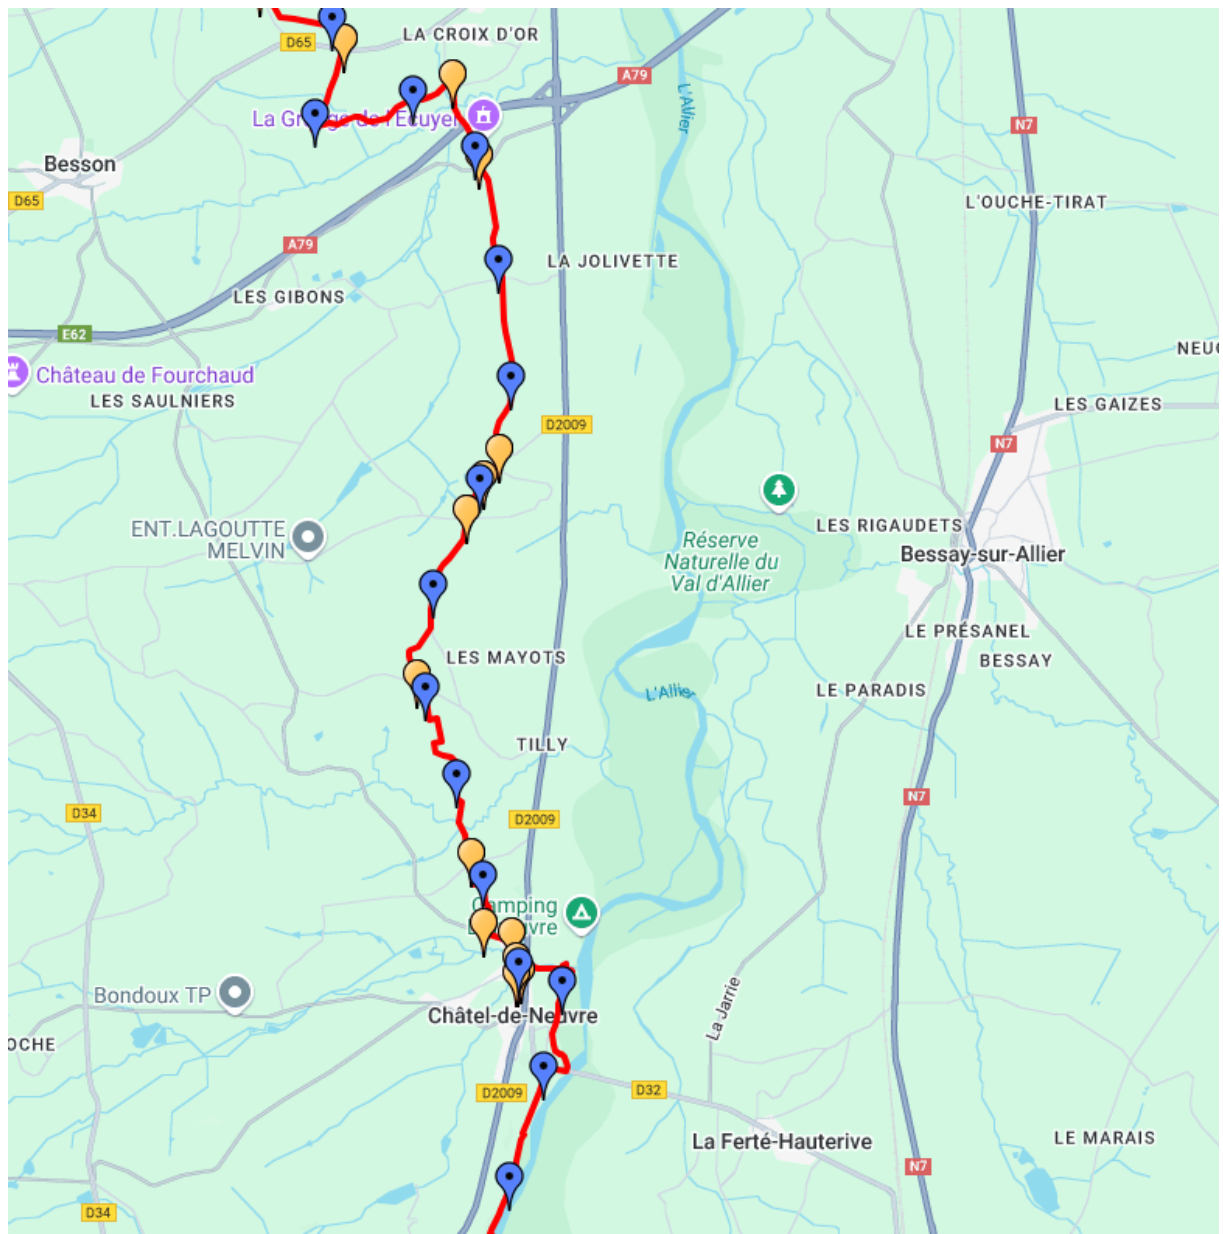 LA CROIX D'OR
D65
A79
L'Allier
La Grange de l'Ecuyer
N7
Besson
D65
L'OUCHE-TIRAT
A79
LA JOLIVETTE
LES GIBONS
E62
Château de Fourchaud
LES SAULNIERS
LES GAIZES
D2009
N7
ENT.LAGOUTTE
MELVIN
LES RIGAUDETS
Réserve
Naturelle du
Val d'Allier
Bessay-sur-Allier
LE PRÉSANEL
LES MAYOTS
BESSAY
L'Allier
LE PARADIS
TILLY
N7
D34
D2009
Camping
Bondoux TP
La Jarrie
Châtel-de-Neuvre
OCHE
D2009
D32
La Ferté-Hauterive
LE MARAIS
N7
D34